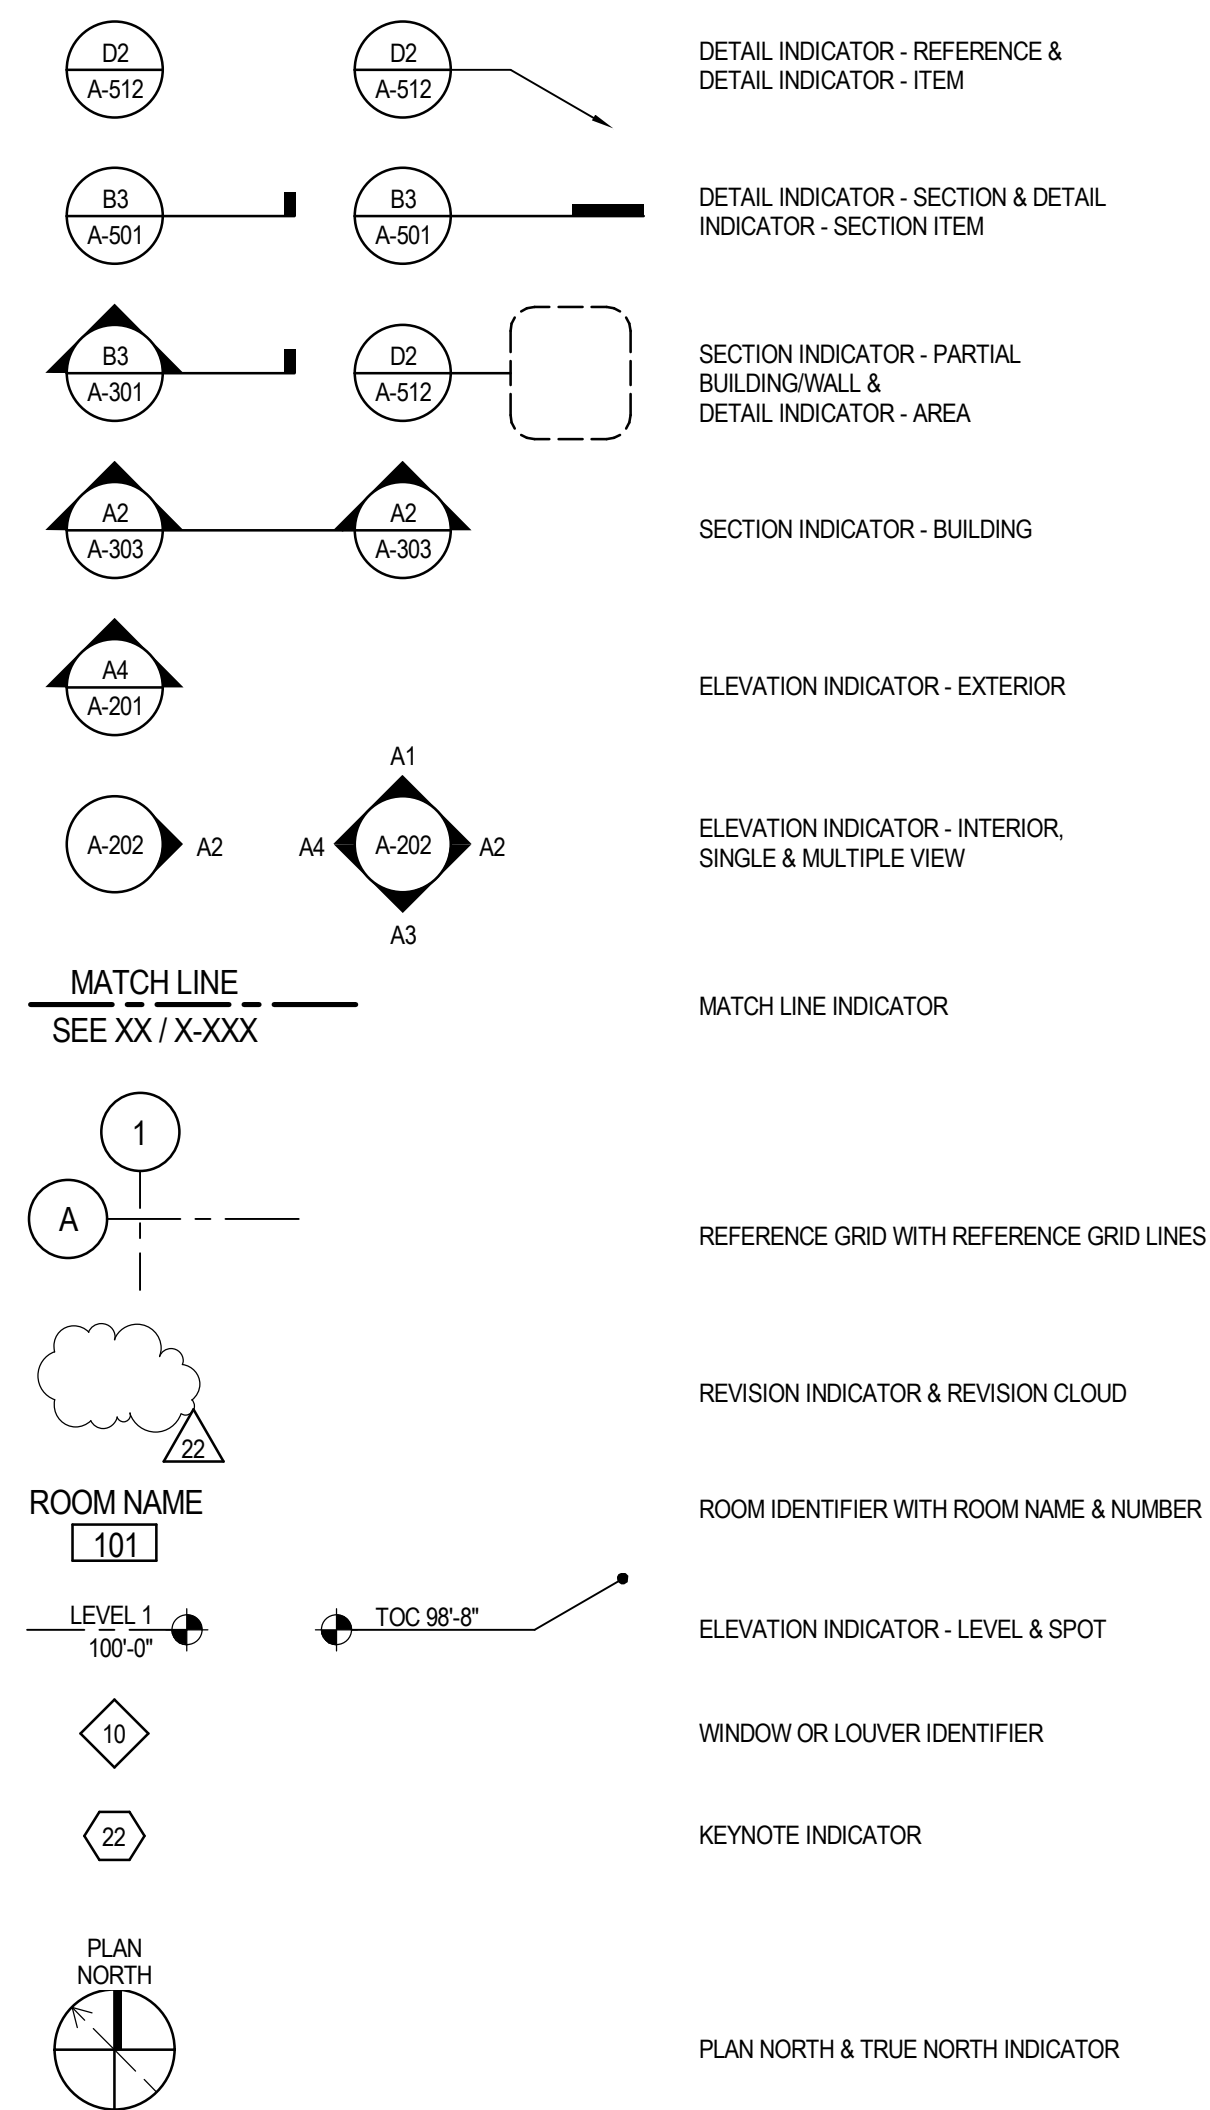 D2
A-512
D2
A-512
DETAIL INDICATOR - REFERENCE &
DETAIL INDICATOR - ITEM
B3
A-501
B3
A-501
DETAIL INDICATOR - SECTION & DETAIL
INDICATOR - SECTION ITEM
B3
A-301
D2
A-512
SECTION INDICATOR - PARTIAL
BUILDING/WALL &
DETAIL INDICATOR - AREA
A2
A-303
A2
A-303
SECTION INDICATOR - BUILDING
A4
A-201
ELEVATION INDICATOR - EXTERIOR
A-202
A2
A1
A4
A-202
A2
A3
ELEVATION INDICATOR - INTERIOR,
SINGLE & MULTIPLE VIEW
MATCH LINE
SEE XX / X-XXX
MATCH LINE INDICATOR
1
A
REFERENCE GRID WITH REFERENCE GRID LINES
22
REVISION INDICATOR & REVISION CLOUD
ROOM NAME
101
ROOM IDENTIFIER WITH ROOM NAME & NUMBER
LEVEL 1
100'-0"
TOC 98'-8"
ELEVATION INDICATOR - LEVEL & SPOT
10
WINDOW OR LOUVER IDENTIFIER
22
KEYNOTE INDICATOR
PLAN
NORTH
PLAN NORTH & TRUE NORTH INDICATOR